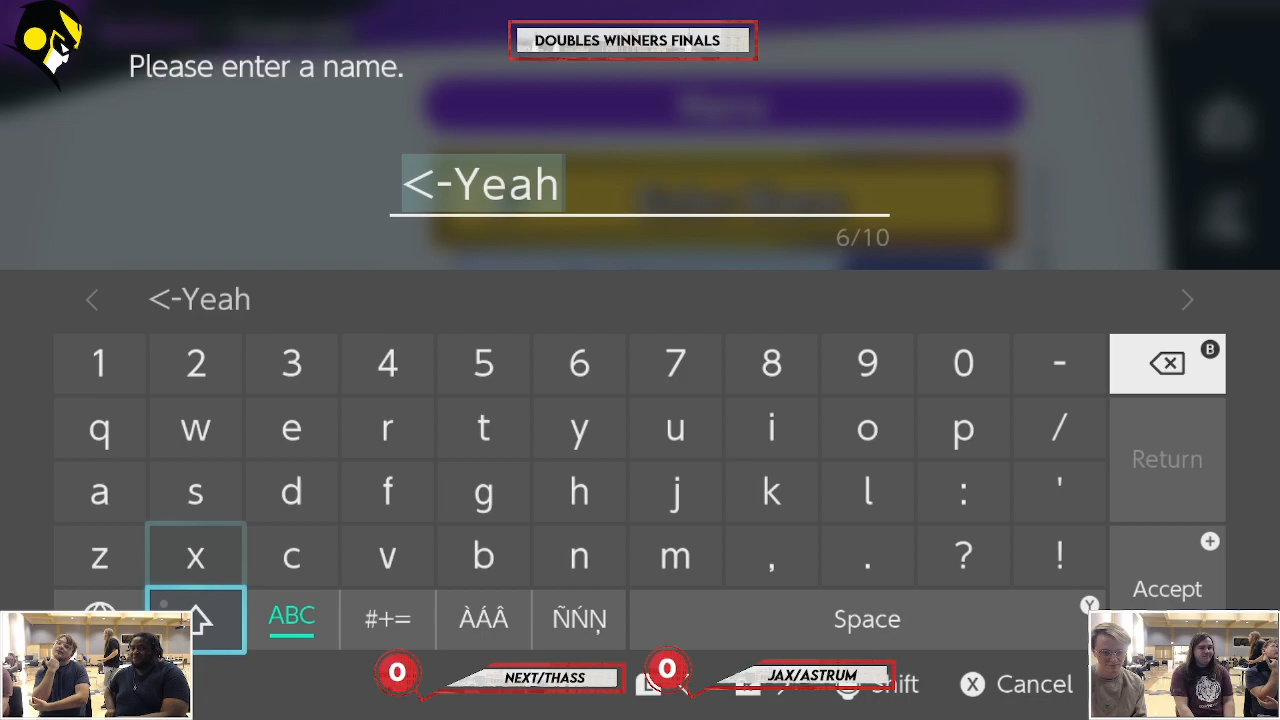 DOUBLES WINNERS FINALS
Please enter a name.
<-Yeah
6/10
<-Yeah
1 2 3 4 5 6 7 8 9 0 - B
q w e r t y u i o p /
Return
a s d f g h j k l : '
z x c v b n m , . ? ! +
Accept
ABC #+= ÀÁÂ ÑŃŅ Space Y
0 NEXT/THASS 0 JAX/ASTRUM
Shift X Cancel